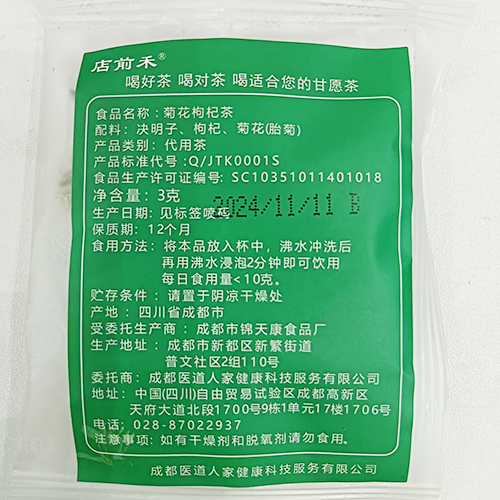 店前禾®
喝好茶 喝对茶 喝适合您的甘愿茶
食品名称：菊花枸杞茶
配料：决明子、枸杞、菊花(胎菊)
产品类别：代用茶
产品标准代号:Q/JTK0001S
食品生产许可证编号: SC10351011401018
净含量：3克
2024/11/11 B
生产日期: 见标签喷码
保质期: 12个月
食用方法：将本品放入杯中，沸水冲洗后
再用沸水浸泡2分钟即可饮用
每日食用量<10克。
贮存条件：请置于阴凉干燥处
产地：四川省成都市
受委托生产商：成都市锦天康食品厂
生产地址：成都市新都区新繁街道
普文社区2组110号
委托商：成都医道人家健康科技服务有限公司
地址：中国(四川)自由贸易试验区成都高新区
天府大道北段1700号9栋1单元17楼1706号
电话：028-87022937
注意事项：如有干燥剂和脱氧剂请勿食用。
成都医道人家健康科技服务有限公司